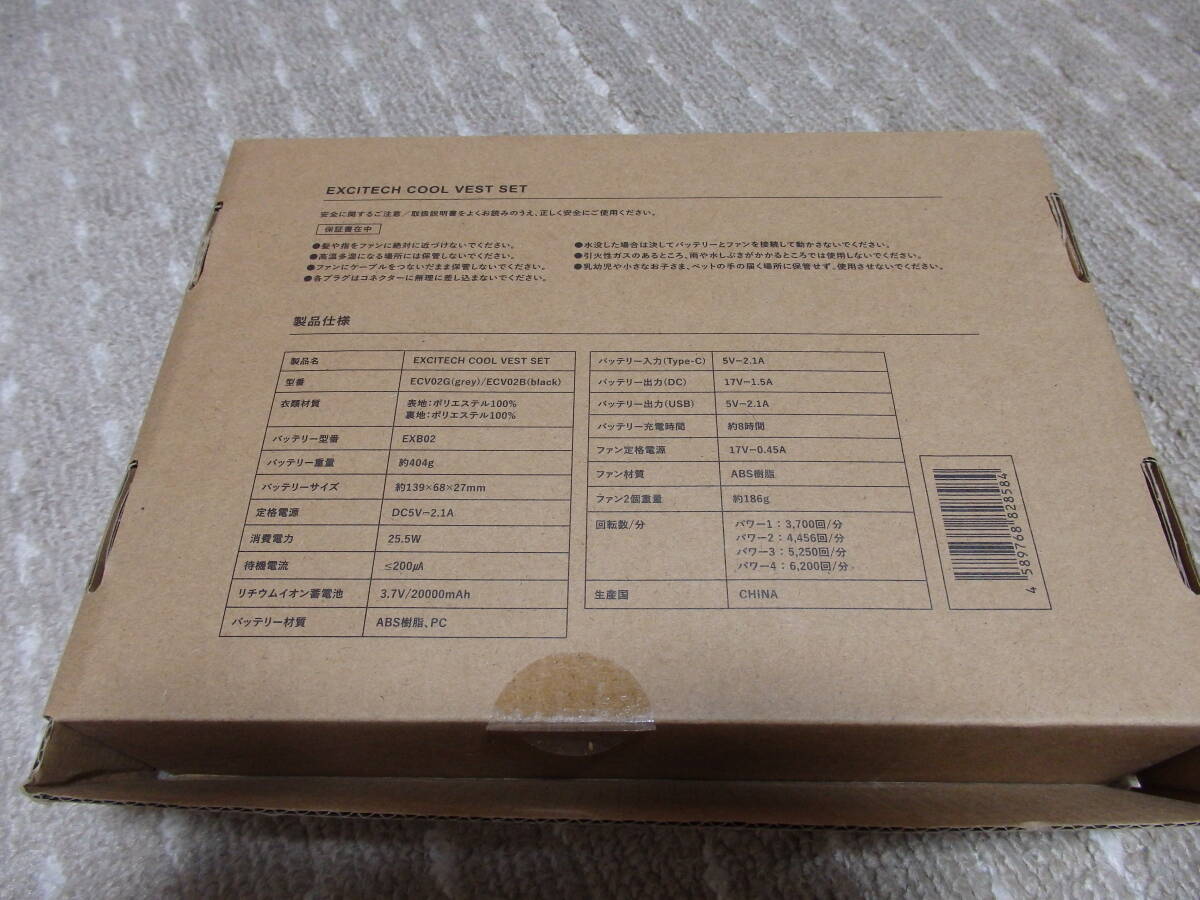 EXCITECH COOL VEST SET
安全に関するご注意/取扱説明書をよくお読みのうえ、正しく安全にご使用ください。
保証書在中
●髪や指をファンに絶対に近づけないでください。
●高温多湿になる場所には保管しないでください。
●ファンにケーブルをつないだまま保管しないでください。
●各プラグはコネクターに無理に差し込まないでください。
●水没した場合は決してバッテリーとファンを接続して動かさないでください。
●引火性ガスのあるところ、雨や水しぶきがかかるところでは使用しないでください。
●乳幼児や小さなお子さま、ペットの手の届く場所に保管せず、使用させないでください。
製品仕様
製品名 EXCITECH COOL VEST SET
型番 ECV02G(grey)/ECV02B(black)
衣類材質 表地:ポリエステル100%
裏地:ポリエステル100%
バッテリー型番 EXB02
バッテリー重量 約404g
バッテリーサイズ 約139×68×27mm
定格電源 DC5V−2.1A
消費電力 25.5W
待機電流 ≤200μA
リチウムイオン蓄電池 3.7V/20000mAh
バッテリー材質 ABS樹脂、PC
バッテリー入力(Type-C) 5V−2.1A
バッテリー出力(DC) 17V−1.5A
バッテリー出力(USB) 5V−2.1A
バッテリー充電時間 約8時間
ファン定格電源 17V−0.45A
ファン材質 ABS樹脂
ファン2個重量 約186g
回転数/分 パワー1:3,700回/分
パワー2:4,456回/分
パワー3:5,250回/分
パワー4:6,200回/分
生産国 CHINA
4 589768 828584